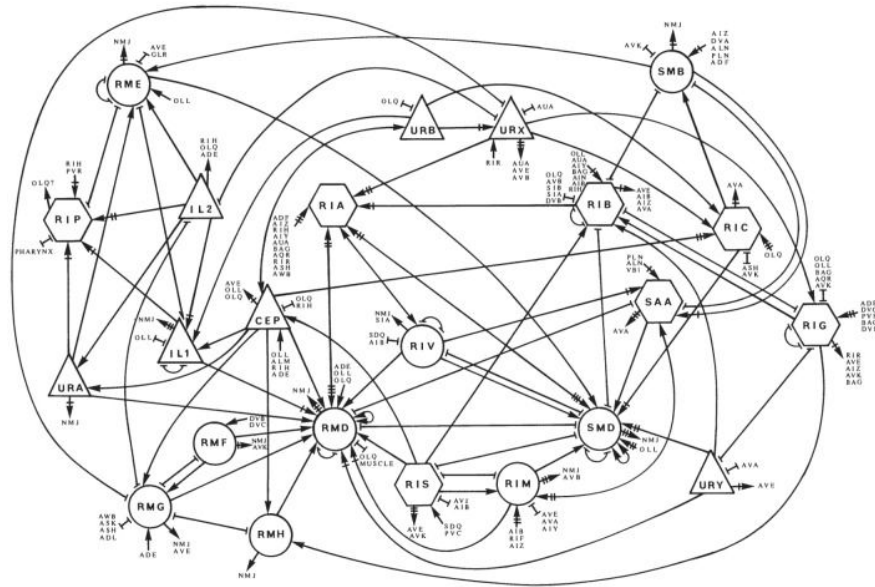 NMJ
AVE
GLR
RME
OLL
NMJ
AVK
AIZ
DVA
ALN
PLN
ADF
SMB
OLQ
URB
URX
AUA
RIR
AUA
AVE
AVB
RIH
OLQ
ADE
IL2
RIH
PVR
OLQ?
RIP
PHARYNX
ADF
AIZ
RIH
AIY
AUA
BAG
AQR
RIR
ASH
AWB
RIA
OLQ
AVB
SIB
SIA
DVB
OLL
AUA
AIY
BAG
AIN
AIB
RIH
RIB
AVE
AIB
AIZ
AVA
AVA
RIC
OLQ
ASH
AVK
OLQ
OLL
BAG
AQR
AVK
RIG
BAG
RIR
AVE
AIZ
AVK
BAG
PLN
ALN
VBI
SAA
AVA
AVE
OLL
OLQ
OLQ
RIH
CEP
OLL
ALM
RIH
ADE
NMJ
OLL
IL1
NMJ
SIA
SDQ
AIB
RIV
URA
NMJ
DVB
DVC
RMF
NMJ
AVK
NMJ
ADE
OLL
OLQ
RMD
OLQ
MUSCLE
SMD
NMJ
OLL
RIS
AVJ
AIB
AVE
AVK
SDQ
PVC
RIM
NMJ
AVB
AIB
RIF
AIZ
AVE
AVA
AIY
URY
AVA
AVE
AWB
ASK
ASH
ADL
RMG
NMJ
AVE
ADE
RMH
NMJ